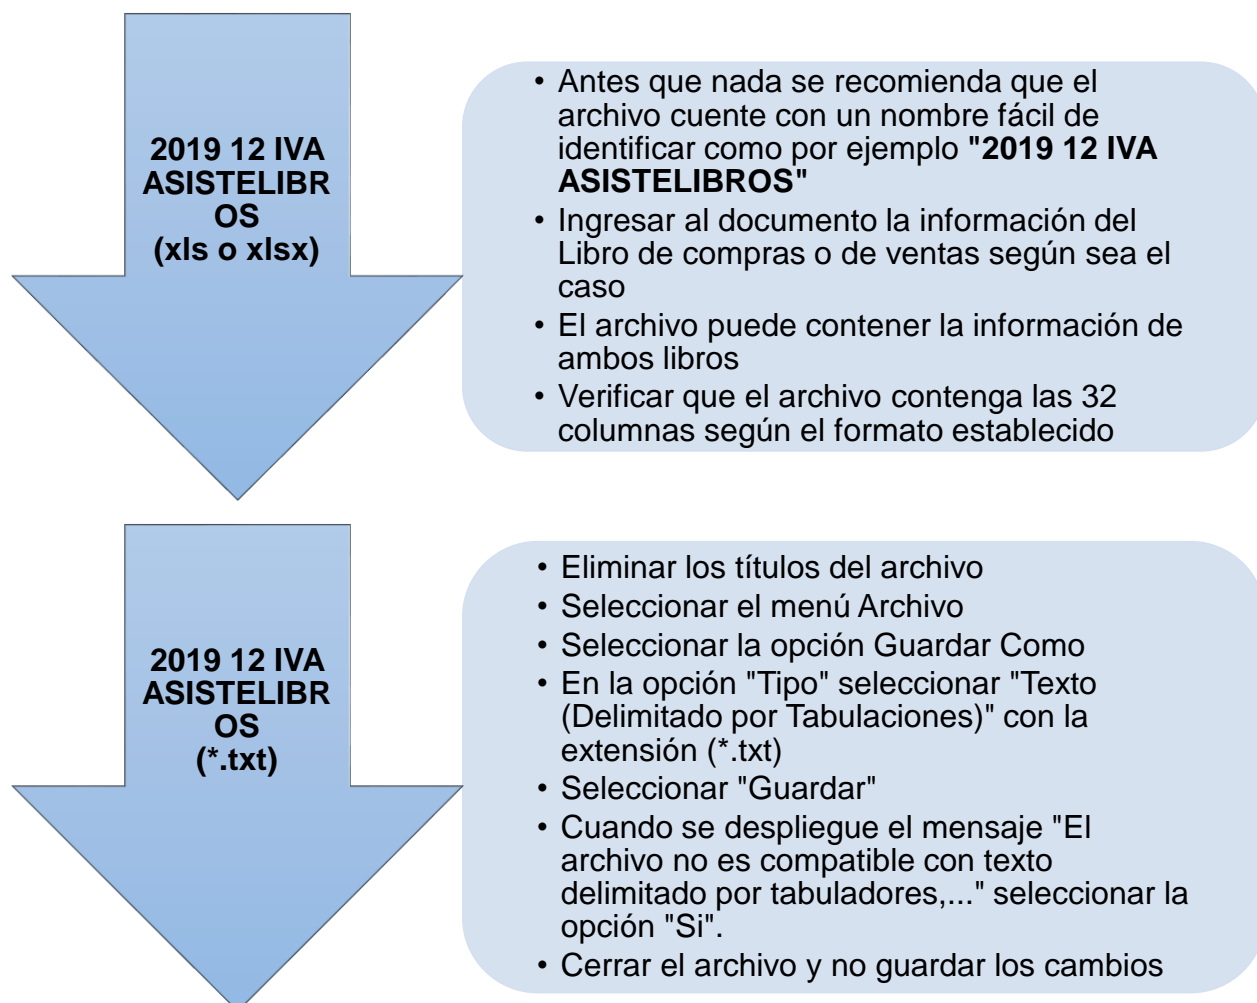 2019 12 IVA
ASISTELIBR
OS
(xls o xlsx)
• Antes que nada se recomienda que el
archivo cuente con un nombre fácil de
identificar como por ejemplo "2019 12 IVA
ASISTELIBROS"
• Ingresar al documento la información del
Libro de compras o de ventas según sea el
caso
• El archivo puede contener la información de
ambos libros
• Verificar que el archivo contenga las 32
columnas según el formato establecido
2019 12 IVA
ASISTELIBR
OS
(*.txt)
• Eliminar los títulos del archivo
• Seleccionar el menú Archivo
• Seleccionar la opción Guardar Como
• En la opción "Tipo" seleccionar "Texto
(Delimitado por Tabulaciones)" con la
extensión (*.txt)
• Seleccionar "Guardar"
• Cuando se despliegue el mensaje "El
archivo no es compatible con texto
delimitado por tabuladores,..." seleccionar la
opción "Si".
• Cerrar el archivo y no guardar los cambios